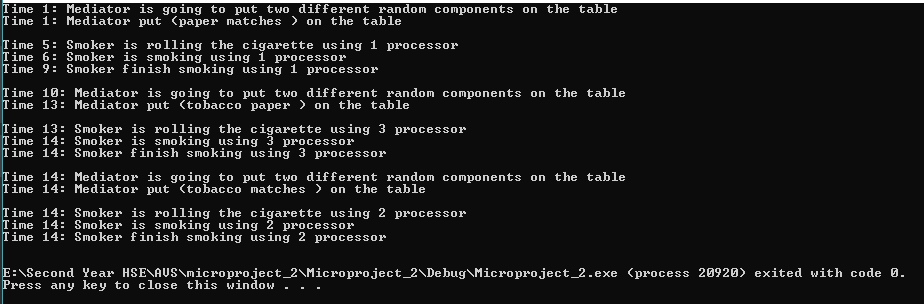 Time 1: Mediator is going to put two different random components on the table
Time 1: Mediator put (paper matches ) on the table
Time 5: Smoker is rolling the cigarette using 1 processor
Time 6: Smoker is smoking using 1 processor
Time 9: Smoker finish smoking using 1 processor
Time 10: Mediator is going to put two different random components on the table
Time 13: Mediator put (tobacco paper ) on the table
Time 13: Smoker is rolling the cigarette using 3 processor
Time 14: Smoker is smoking using 3 processor
Time 14: Smoker finish smoking using 3 processor
Time 14: Mediator is going to put two different random components on the table
Time 14: Mediator put (tobacco matches ) on the table
Time 14: Smoker is rolling the cigarette using 2 processor
Time 14: Smoker is smoking using 2 processor
Time 14: Smoker finish smoking using 2 processor
E:\Second Year HSE\AVS\microproject_2\Microproject_2\Debug\Microproject_2.exe (process 20920) exited with code 0.
Press any key to close this window . . .